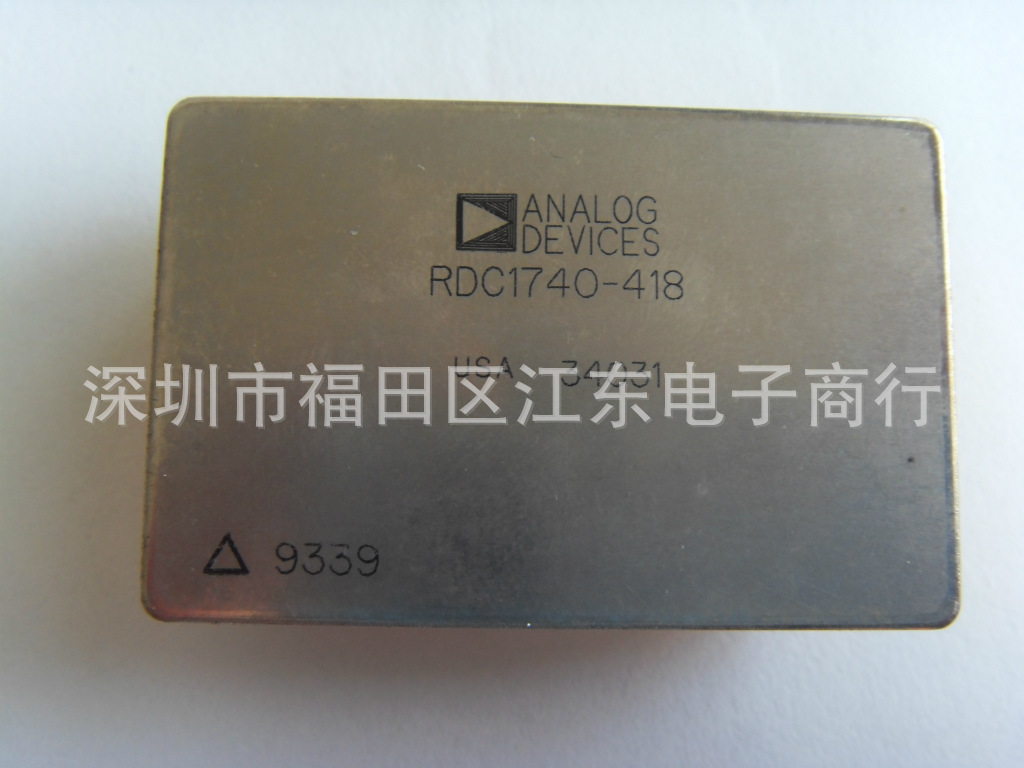 ANALOG
DEVICES
RDC1740-418
USA
深圳市福田区江东电子商行
△ 9339